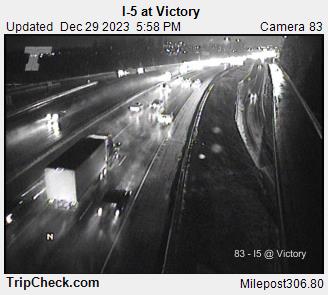 I-5 at Victory
Updated Dec 29 2023 5:58 PM Camera 83
T
N
83 - I5 @ Victory
TripCheck.com Milepost306.80